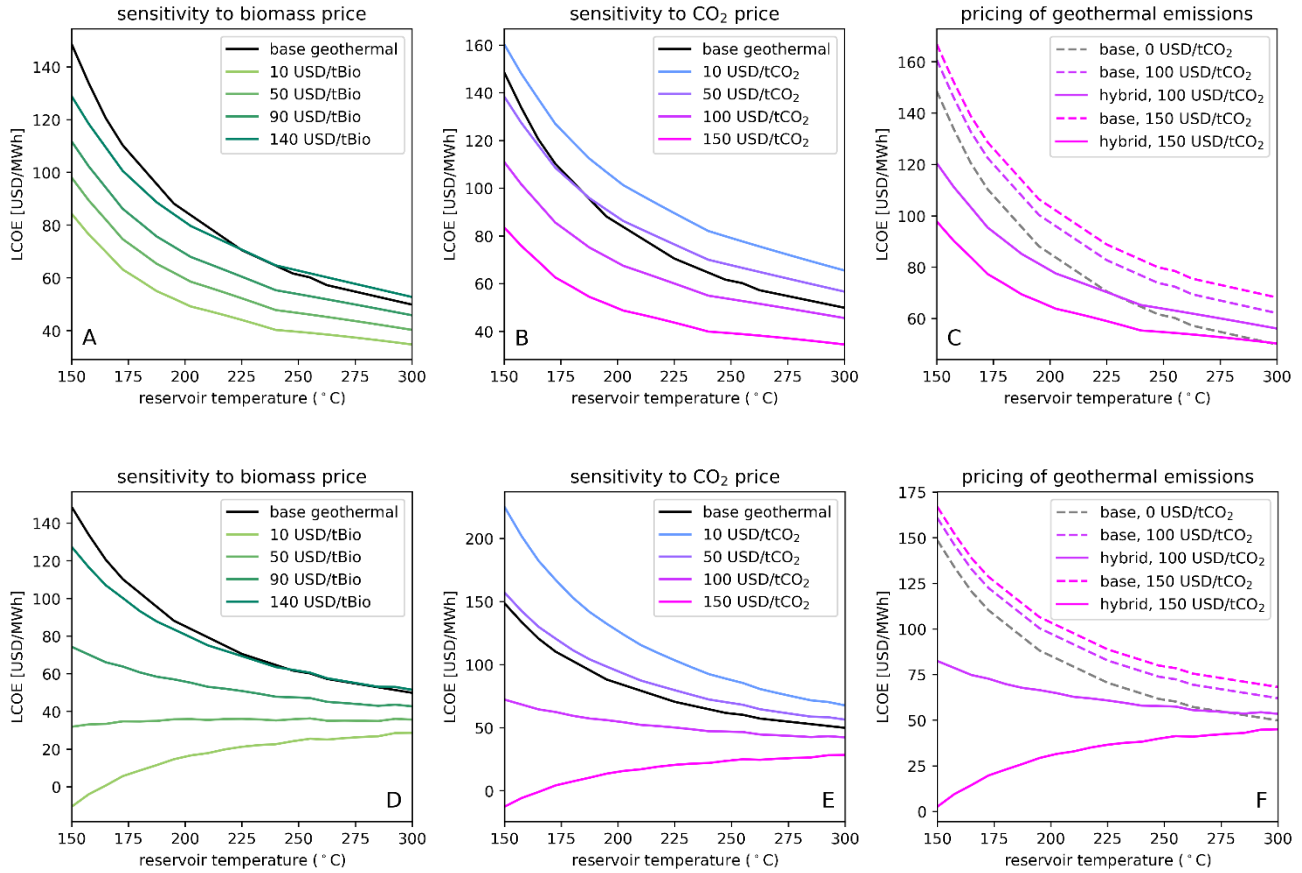 sensitivity to biomass price
LCOE [USD/MWh]
140
120
100
80
60
40
base geothermal
10 USD/tBio
50 USD/tBio
90 USD/tBio
140 USD/tBio
A
150 175 200 225 250 275 300
reservoir temperature (°C)
sensitivity to CO₂ price
160
140
120
100
80
60
40
base geothermal
10 USD/tCO₂
50 USD/tCO₂
100 USD/tCO₂
150 USD/tCO₂
B
150 175 200 225 250 275 300
reservoir temperature (°C)
pricing of geothermal emissions
160
140
120
100
80
60
base, 0 USD/tCO₂
base, 100 USD/tCO₂
hybrid, 100 USD/tCO₂
base, 150 USD/tCO₂
hybrid, 150 USD/tCO₂
C
150 175 200 225 250 275 300
reservoir temperature (°C)
sensitivity to biomass price
LCOE [USD/MWh]
140
120
100
80
60
40
20
0
base geothermal
10 USD/tBio
50 USD/tBio
90 USD/tBio
140 USD/tBio
D
150 175 200 225 250 275 300
reservoir temperature (°C)
sensitivity to CO₂ price
200
150
100
50
0
base geothermal
10 USD/tCO₂
50 USD/tCO₂
100 USD/tCO₂
150 USD/tCO₂
E
150 175 200 225 250 275 300
reservoir temperature (°C)
pricing of geothermal emissions
LCOE [USD/MWh]
175
150
125
100
75
50
25
0
base, 0 USD/tCO₂
base, 100 USD/tCO₂
hybrid, 100 USD/tCO₂
base, 150 USD/tCO₂
hybrid, 150 USD/tCO₂
F
150 175 200 225 250 275 300
reservoir temperature (°C)